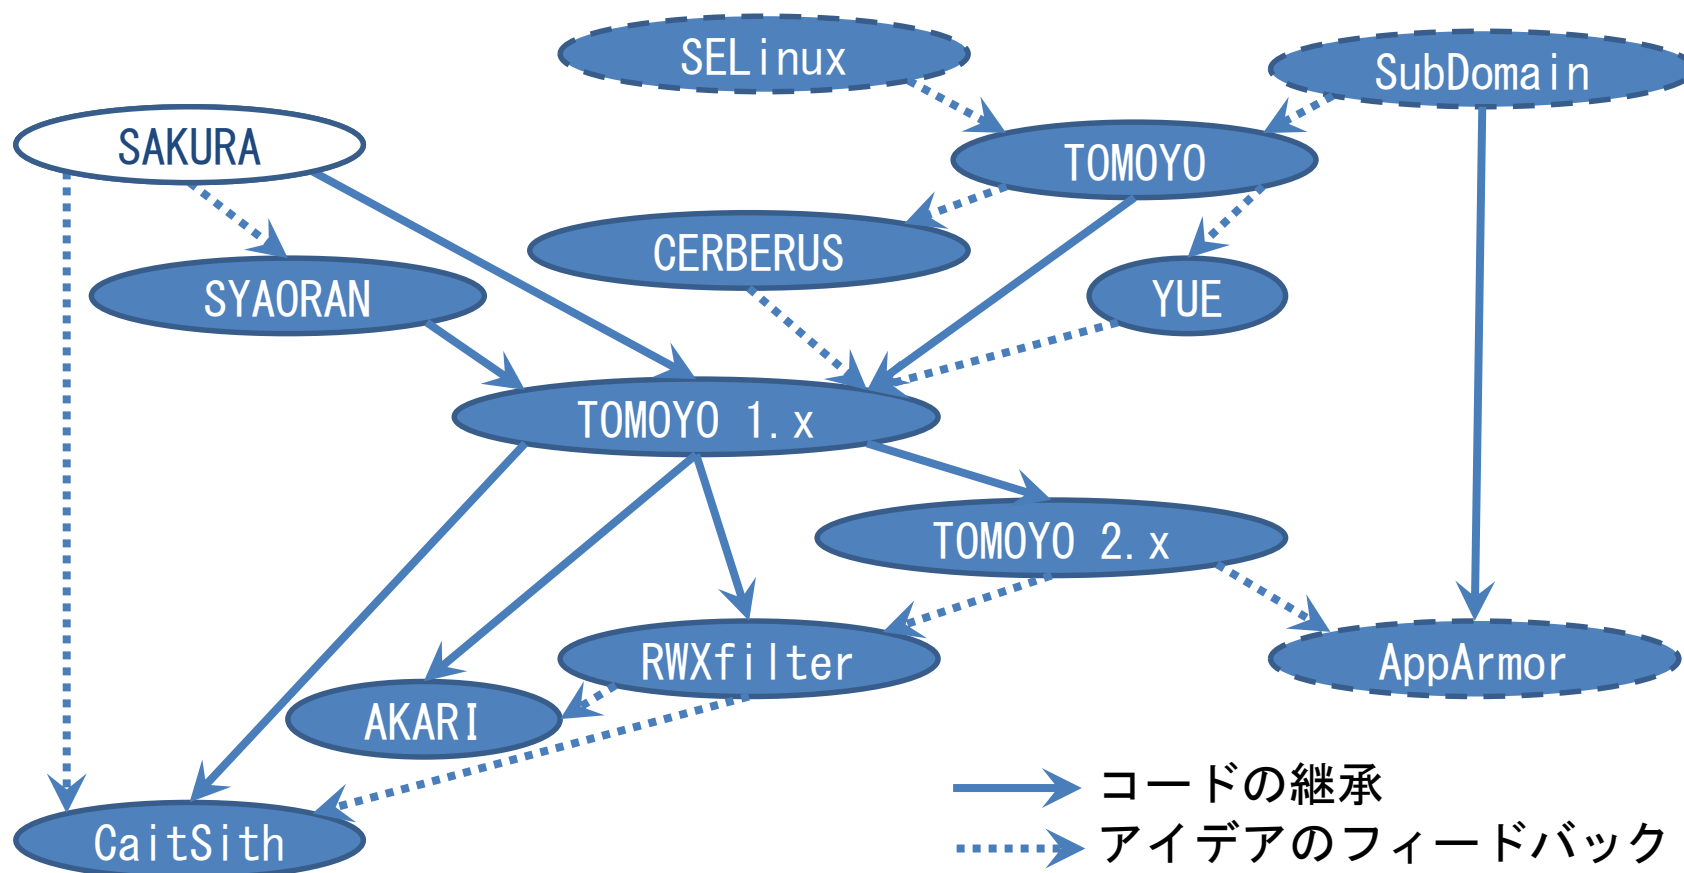 SELinux
SubDomain
SAKURA
TOMOYO
CERBERUS
SYAORAN
YUE
TOMOYO 1.x
TOMOYO 2.x
RWXfilter
AppArmor
AKARI
コードの継承
CaitSith
アイデアのフィードバック